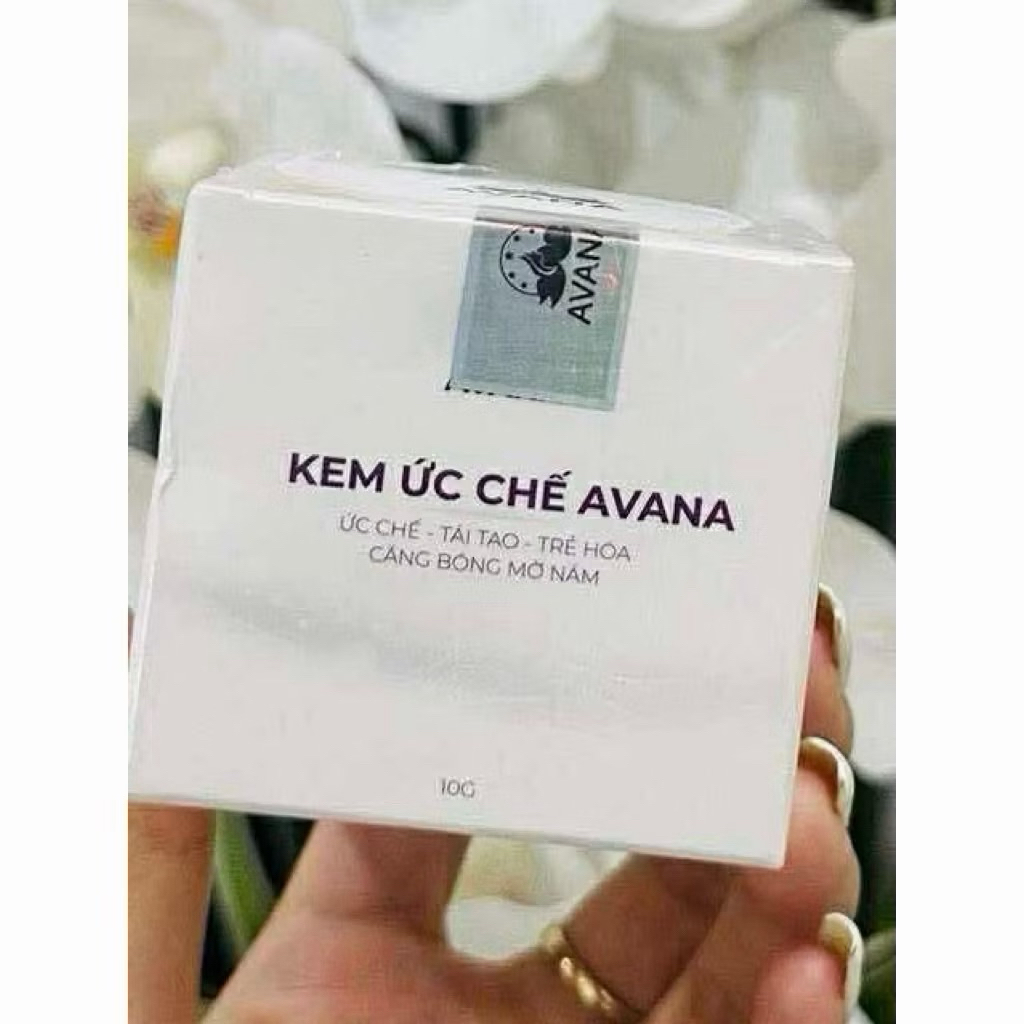 AVANA
KEM ỨC CHẾ AVANA
ỨC CHẾ - TÁI TẠO - TRẺ HÓA
CĂNG BÓNG MỜ NÁM
10G